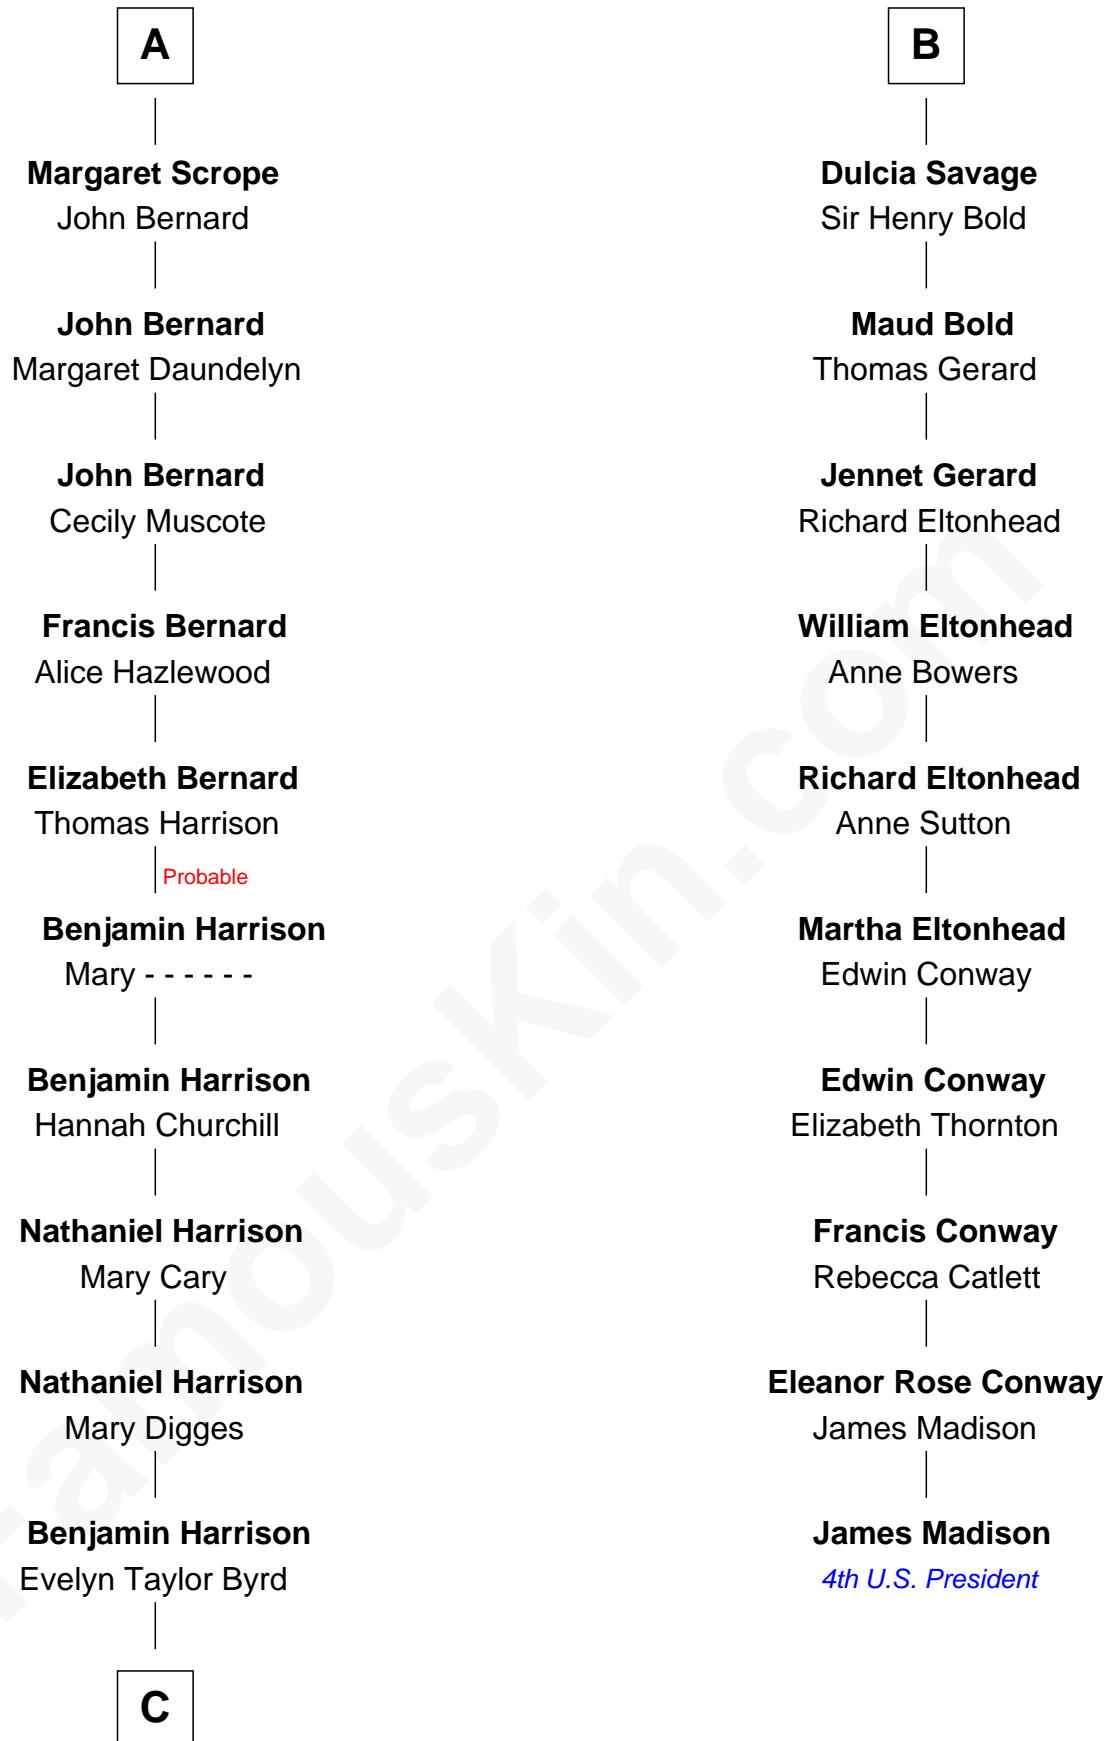 A
Margaret Scrope
John Bernard
John Bernard
Margaret Daundelyn
John Bernard
Cecily Muscote
Francis Bernard
Alice Hazlewood
Elizabeth Bernard
Thomas Harrison
Probable
Benjamin Harrison
Mary - - - - - -
Benjamin Harrison
Hannah Churchill
Nathaniel Harrison
Mary Cary
Nathaniel Harrison
Mary Digges
Benjamin Harrison
Evelyn Taylor Byrd
C
B
Dulcia Savage
Sir Henry Bold
Maud Bold
Thomas Gerard
Jennet Gerard
Richard Eltonhead
William Eltonhead
Anne Bowers
Richard Eltonhead
Anne Sutton
Martha Eltonhead
Edwin Conway
Edwin Conway
Elizabeth Thornton
Francis Conway
Rebecca Catlett
Eleanor Rose Conway
James Madison
James Madison
4th U.S. President
FamousKin.com